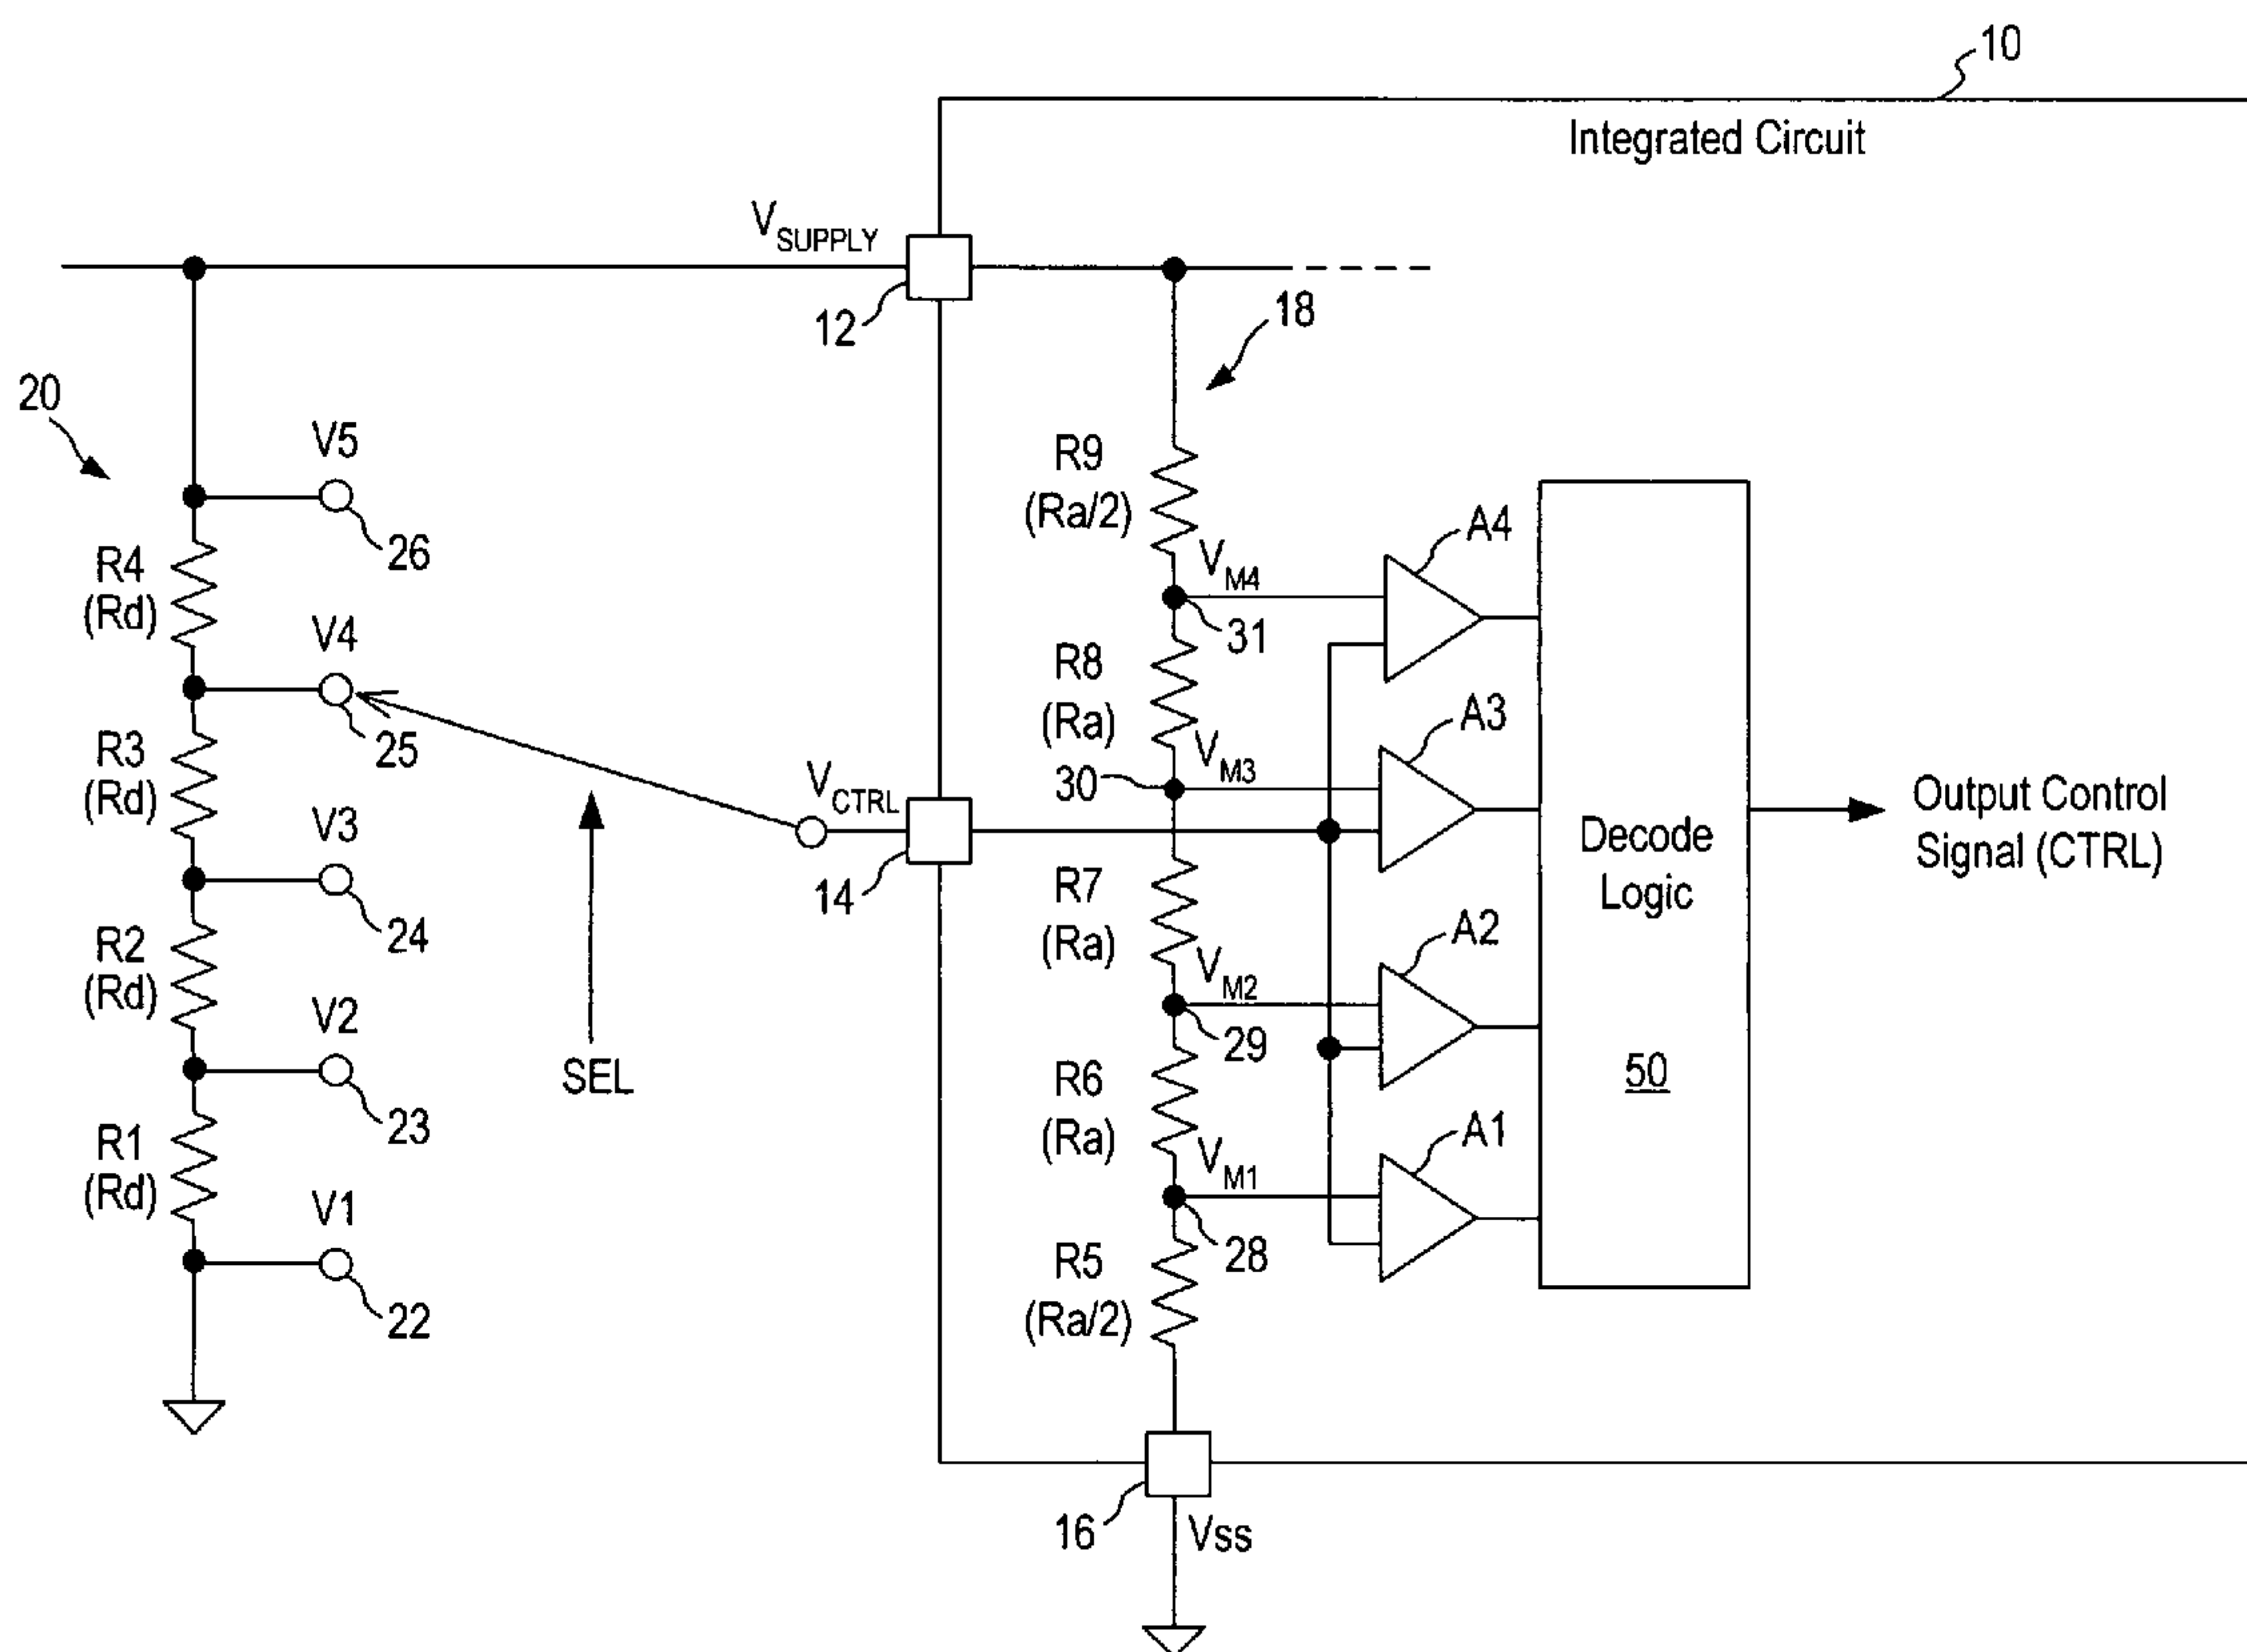 10
Integrated Circuit
VSUPPLY
12
18
20
V5
26
R4
(Rd)
V4
25
R3
(Rd)
V3
24
R2
(Rd)
V2
23
R1
(Rd)
V1
22
SEL
VCTRL
14
R9
(Ra/2)
VM4
31
R8
(Ra)
VM3
30
R7
(Ra)
VM2
29
R6
(Ra)
VM1
28
R5
(Ra/2)
16
Vss
A4
A3
A2
A1
Decode
Logic
50
Output Control
Signal (CTRL)